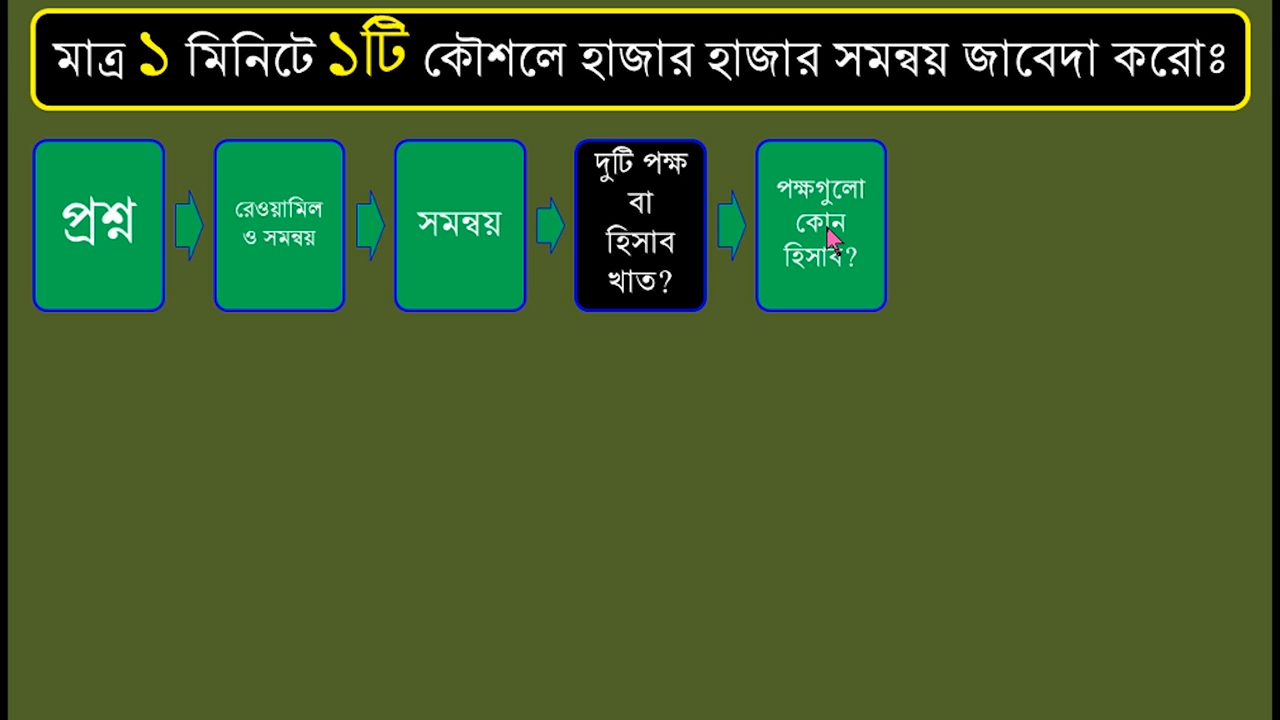 মাত্র ১ মিনিটে ১টি কৌশলে হাজার হাজার সমন্বয় জাবেদা করোঃ
প্রশ্ন
রেওয়ামিল
ও সমন্বয়
সমন্বয়
দুটি পক্ষ
বা
হিসাব
খাত?
পক্ষগুলো
কোন
হিসাব?